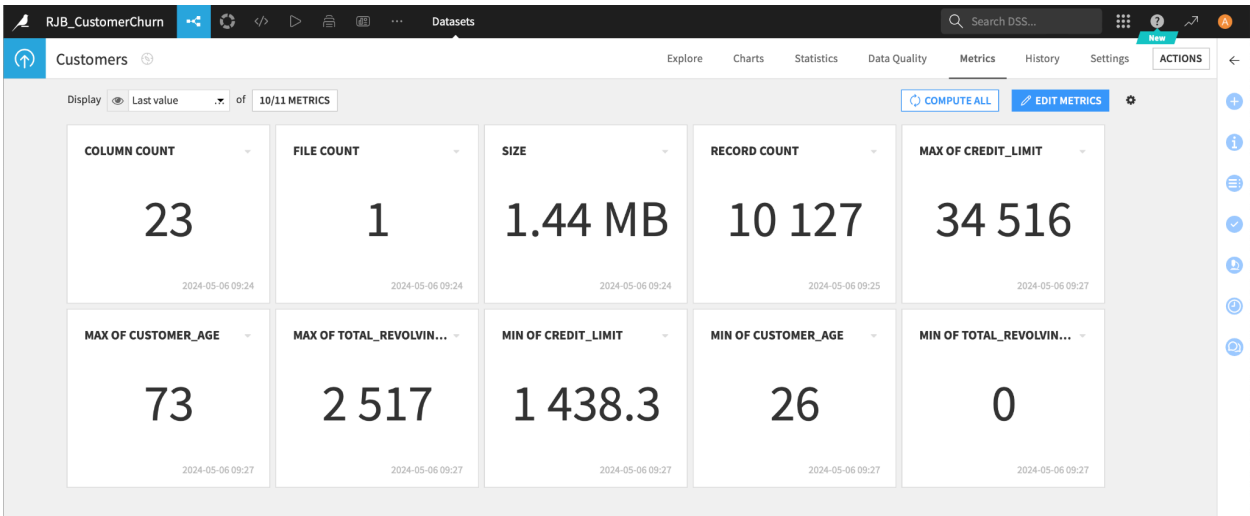 RJB_CustomerChurn </> ... Datasets Search DSS... ? A
New
Customers Explore Charts Statistics Data Quality Metrics History Settings ACTIONS
Display Last value of 10/11 METRICS COMPUTE ALL EDIT METRICS
COLUMN COUNT FILE COUNT SIZE RECORD COUNT MAX OF CREDIT_LIMIT
23 1 1.44 MB 10 127 34 516
2024-05-06 09:24 2024-05-06 09:24 2024-05-06 09:24 2024-05-06 09:25 2024-05-06 09:27
MAX OF CUSTOMER_AGE MAX OF TOTAL_REVOLVIN... MIN OF CREDIT_LIMIT MIN OF CUSTOMER_AGE MIN OF TOTAL_REVOLVIN...
73 2 517 1 438.3 26 0
2024-05-06 09:27 2024-05-06 09:27 2024-05-06 09:27 2024-05-06 09:27 2024-05-06 09:27